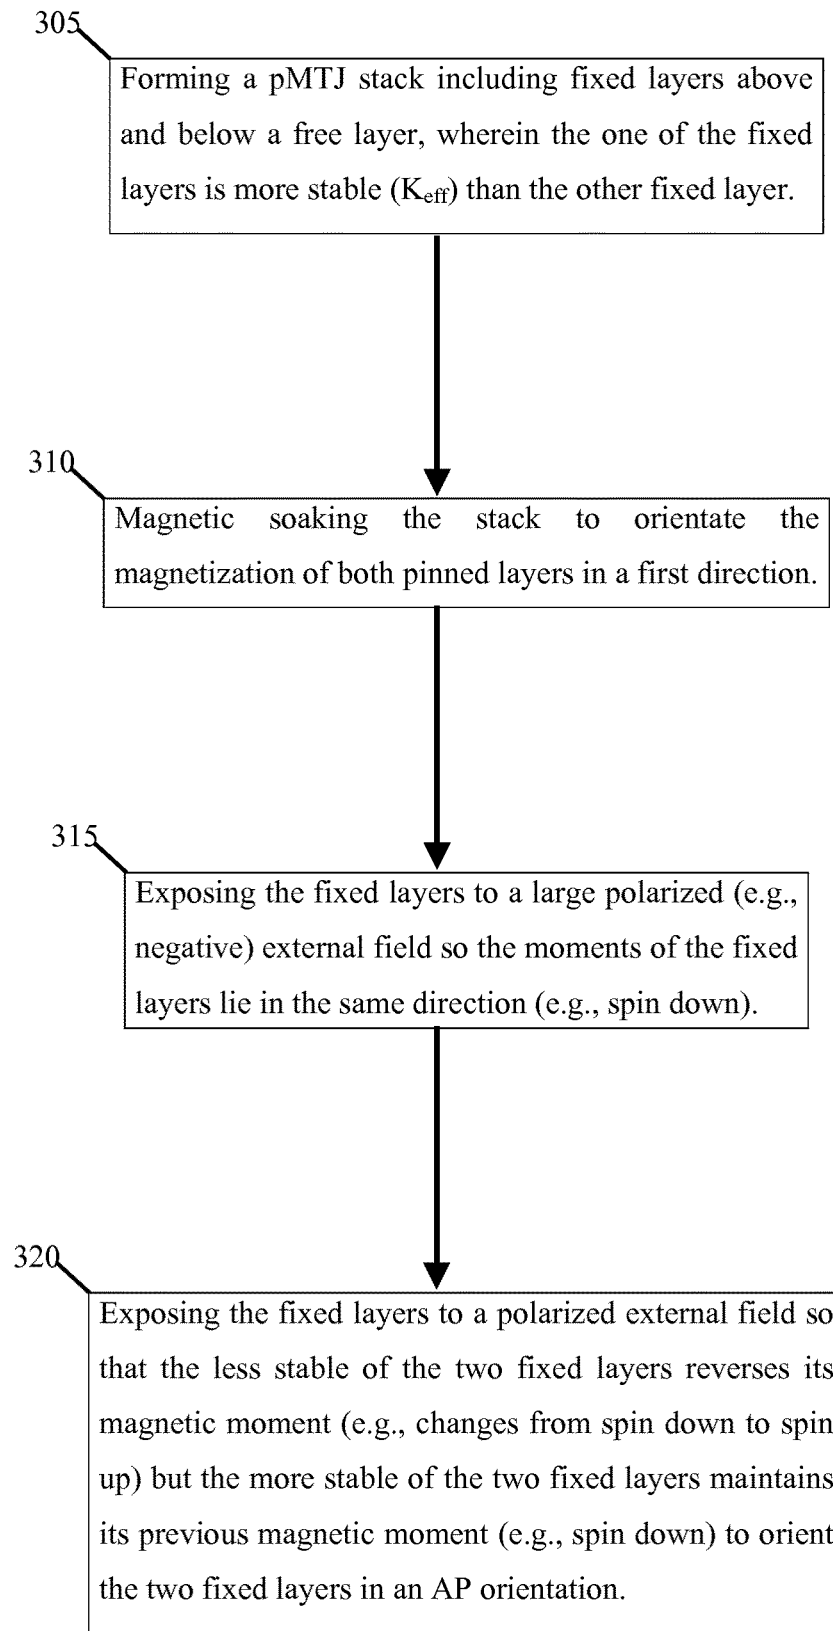 305
Forming a pMTJ stack including fixed layers above
and below a free layer, wherein the one of the fixed
layers is more stable (Keff) than the other fixed layer.
310
Magnetic soaking the stack to orientate the
magnetization of both pinned layers in a first direction.
315
Exposing the fixed layers to a large polarized (e.g.,
negative) external field so the moments of the fixed
layers lie in the same direction (e.g., spin down).
320
Exposing the fixed layers to a polarized external field so
that the less stable of the two fixed layers reverses its
magnetic moment (e.g., changes from spin down to spin
up) but the more stable of the two fixed layers maintains
its previous magnetic moment (e.g., spin down) to orient
the two fixed layers in an AP orientation.